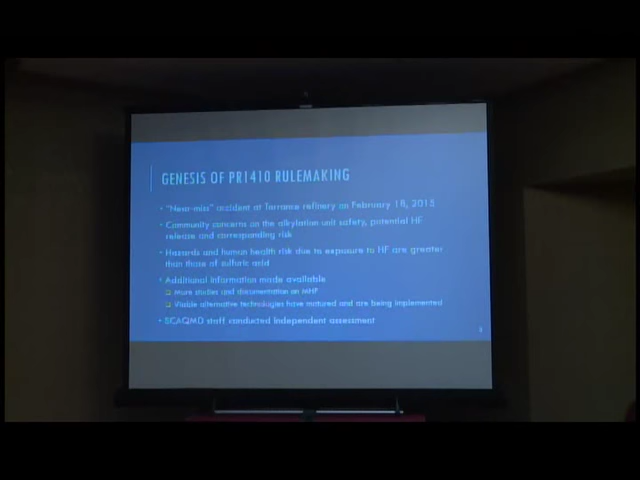 GENESIS OF PR1410 RULEMAKING
• "Near-miss" accident at Torrance refinery on February 18, 2015
• Community concerns on the alkylation unit safety, potential HF
release and corresponding risk
• Hazards and human health risk due to exposure to HF are greater
than those of sulfuric acid
• Additional information made available
❑ More studies and documentation on MHF
❑ Viable alternative technologies have matured and are being implemented
• SCAQMD staff conducted independent assessment